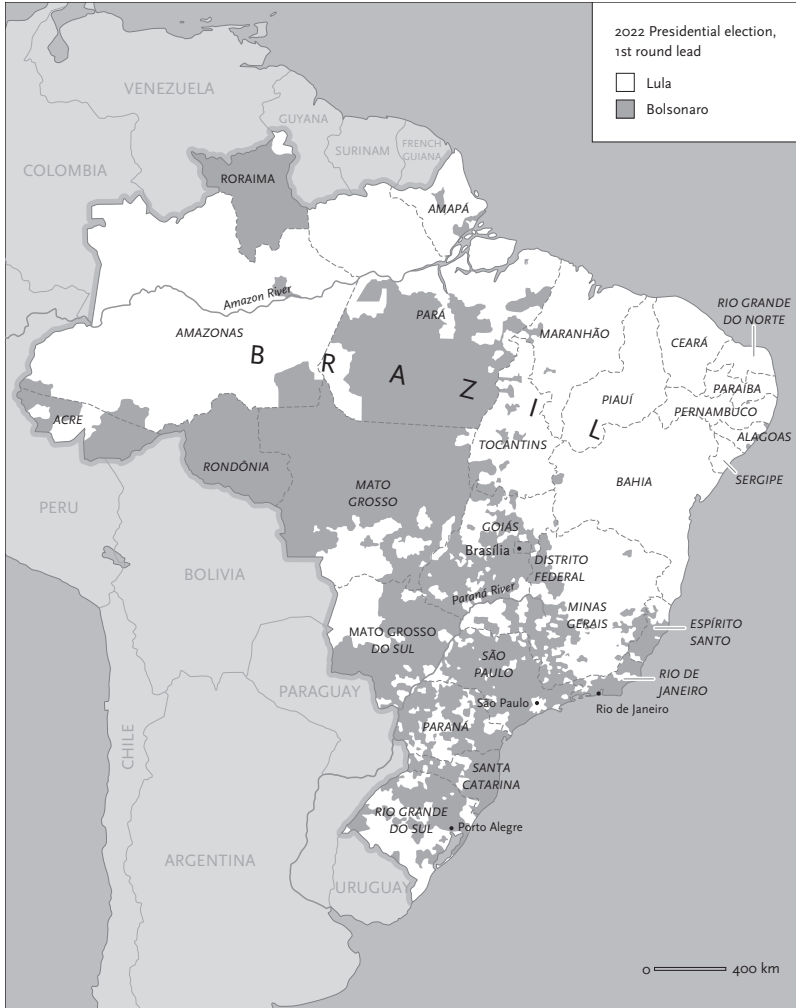 2022 Presidential election,
1st round lead
Lula
Bolsonaro
VENEZUELA
GUYANA
SURINAM
FRENCH
GUIANA
COLOMBIA
RORAIMA
AMAPÁ
Amazon River
AMAZONAS
PARÁ
MARANHÃO
CEARÁ
RIO GRANDE
DO NORTE
BRAZIL
PIAUÍ
PARAÍBA
PERNAMBUCO
ALAGOAS
SERGIPE
ACRE
TOCANTINS
RONDÔNIA
MATO
GROSSO
BAHIA
PERU
GOIÁS
Brasília
DISTRITO
FEDERAL
BOLIVIA
Paraná River
MINAS
GERAIS
ESPÍRITO
SANTO
MATO GROSSO
DO SUL
SÃO
PAULO
RIO DE
JANEIRO
PARAGUAY
São Paulo
Rio de Janeiro
CHILE
PARANÁ
SANTA
CATARINA
RIO GRANDE
DO SUL
Porto Alegre
ARGENTINA
URUGUAY
0 400 km